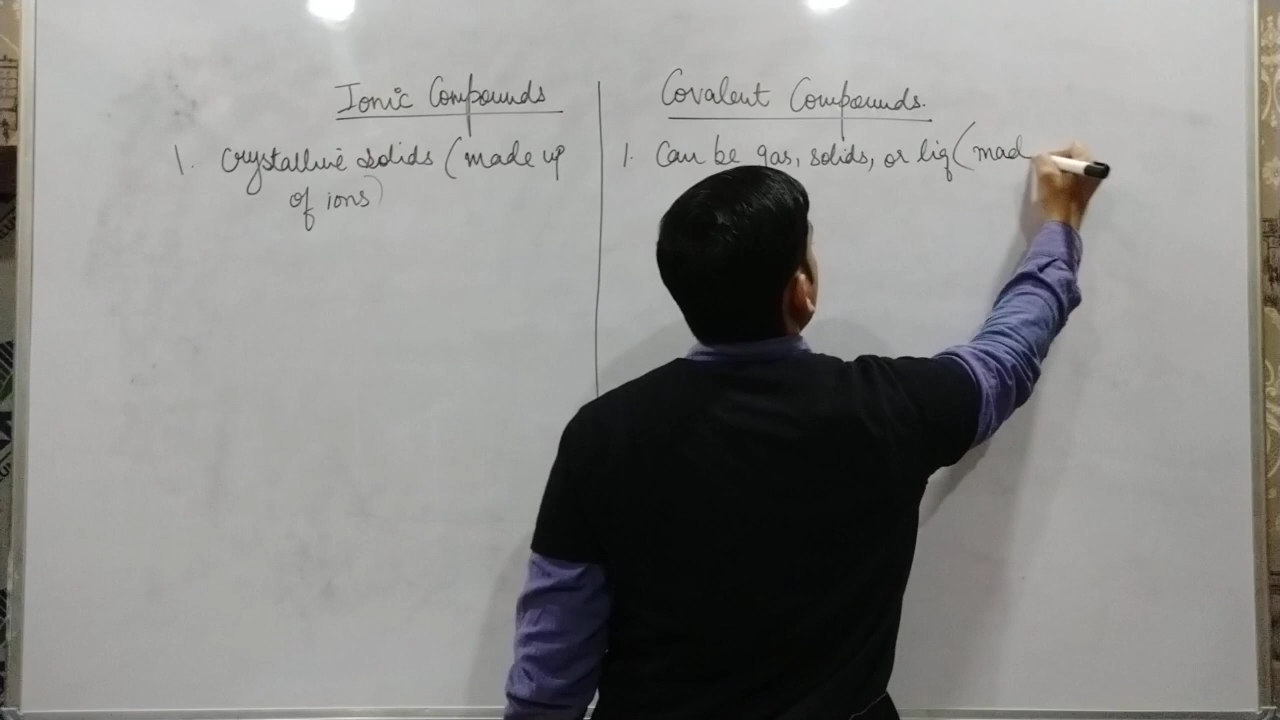 Ionic Compounds
1. Crystalline solids (made up
of ions)
Covalent Compounds.
1. Can be gas, solids, or liq (mad